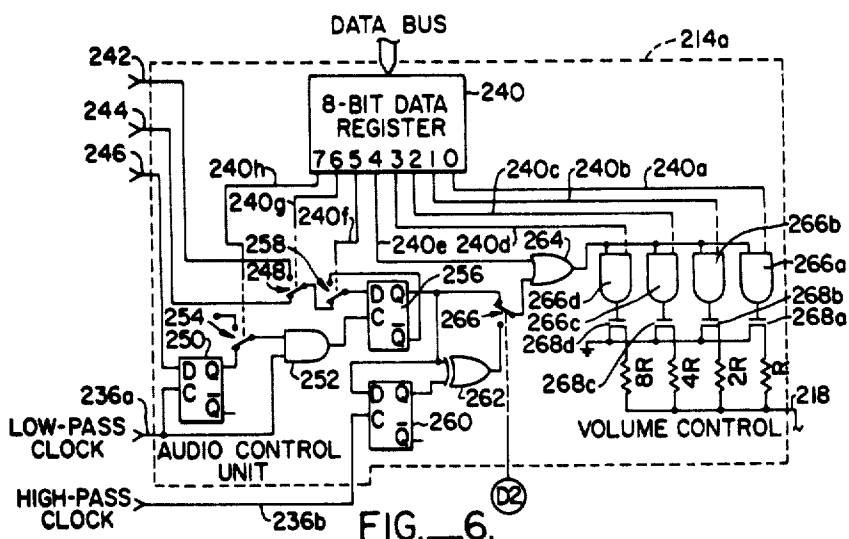 DATA BUS
214a
242
244
246
8-BIT DATA REGISTER
240
7 6 5 4 3 2 1 0
240h
240g
240f
240e
240d
240c
240b
240a
258
248
254
250
256
264
266b
266a
266d
266c
268b
268a
268d
268c
266
D Q
C
Q̅
D Q
C
Q̅
252
262
D Q
C
Q̅
260
8R
4R
2R
R
218
236a
LOW-PASS CLOCK
AUDIO CONTROL UNIT
VOLUME CONTROL
HIGH-PASS CLOCK
236b
D2
FIG.__6.